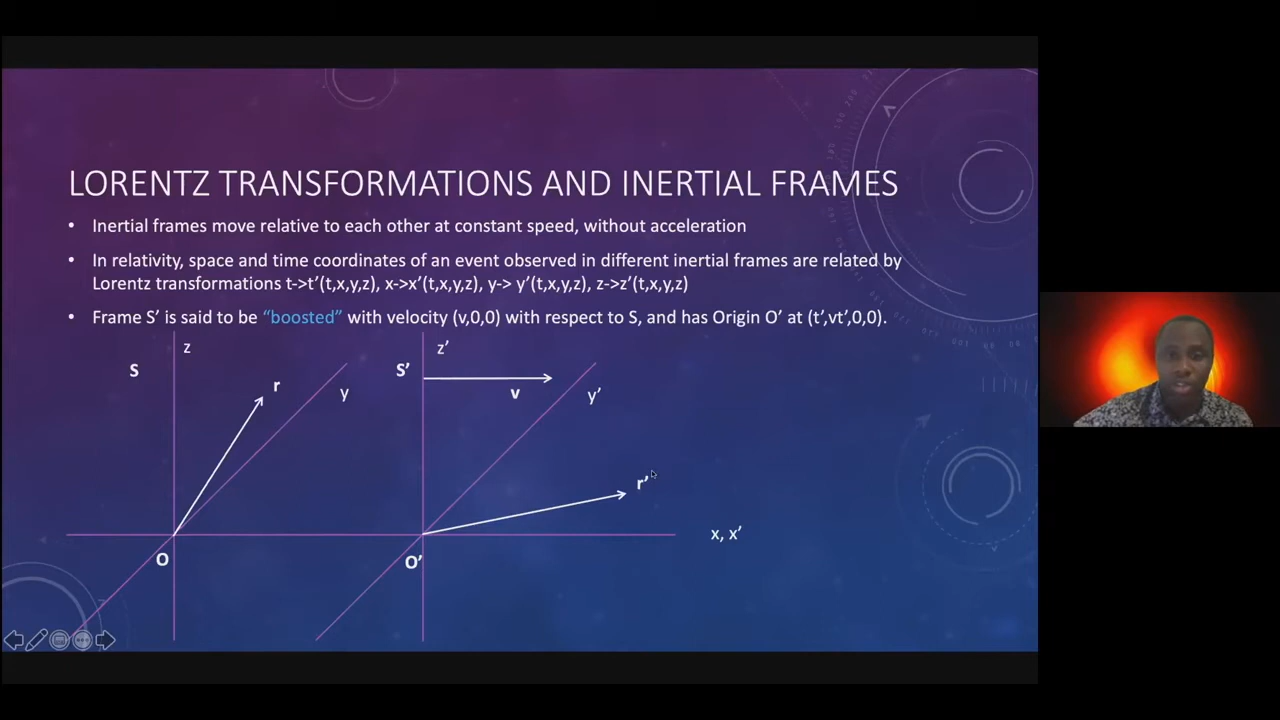 LORENTZ TRANSFORMATIONS AND INERTIAL FRAMES
• Inertial frames move relative to each other at constant speed, without acceleration
• In relativity, space and time coordinates of an event observed in different inertial frames are related by
Lorentz transformations t->t’(t,x,y,z), x->x’(t,x,y,z), y-> y’(t,x,y,z), z->z’(t,x,y,z)
• Frame S’ is said to be “boosted” with velocity (v,0,0) with respect to S, and has Origin O’ at (t’,vt’,0,0).
z
z’
S
S’
r
v
y
y’
r’
x, x’
O
O’